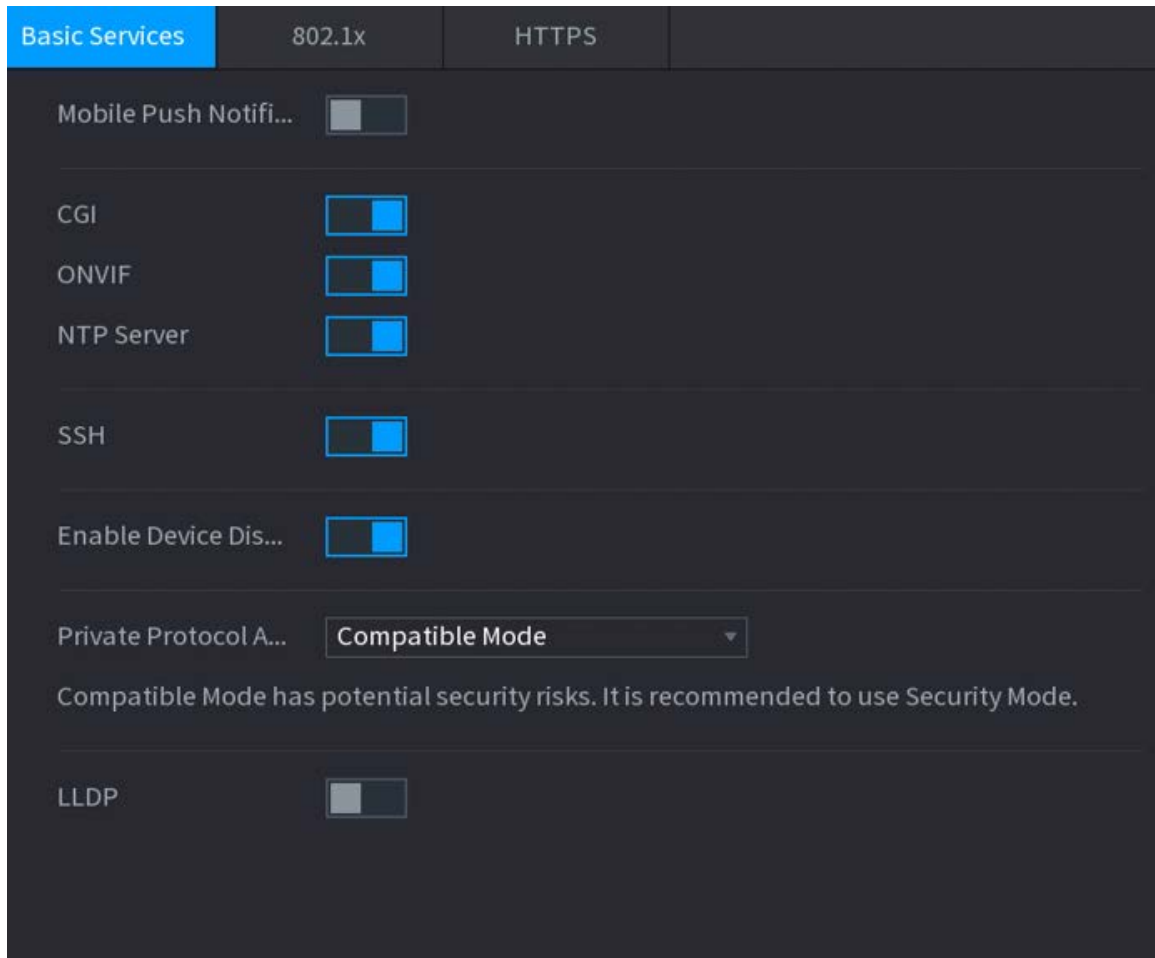 Basic Services 802.1x HTTPS
Mobile Push Notifi...
CGI
ONVIF
NTP Server
SSH
Enable Device Dis...
Private Protocol A... Compatible Mode
Compatible Mode has potential security risks. It is recommended to use Security Mode.
LLDP